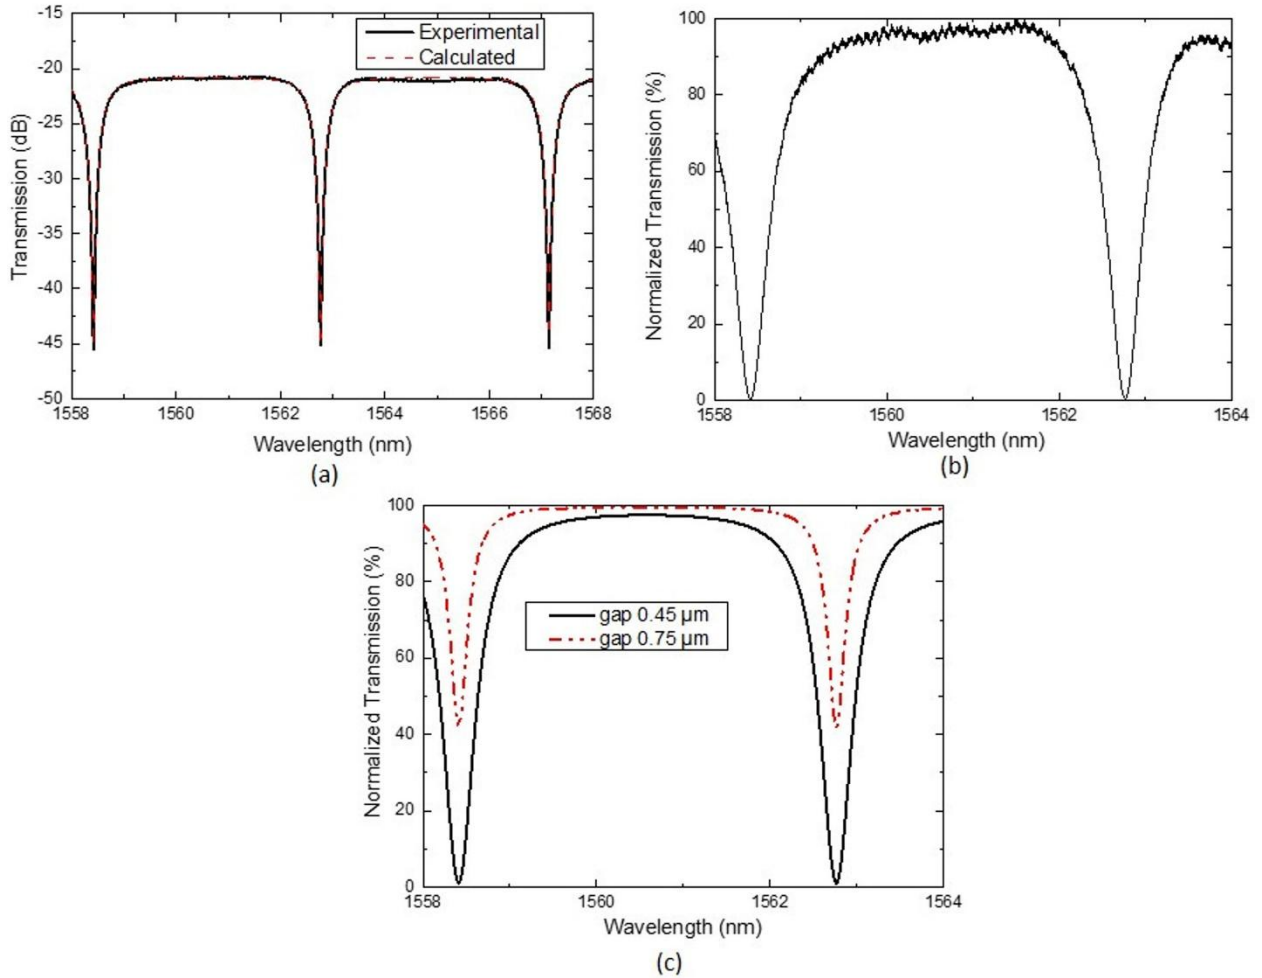 -15
-20
-25
-30
-35
-40
-45
-50
Transmission (dB)
Experimental
Calculated
1558 1560 1562 1564 1566 1568
Wavelength (nm)
(a)
100
80
60
40
20
0
Normalized Transmission (%)
1558 1560 1562 1564
Wavelength (nm)
(b)
100
80
60
40
20
0
Normalized Transmission (%)
gap 0.45 μm
gap 0.75 μm
1558 1560 1562 1564
Wavelength (nm)
(c)